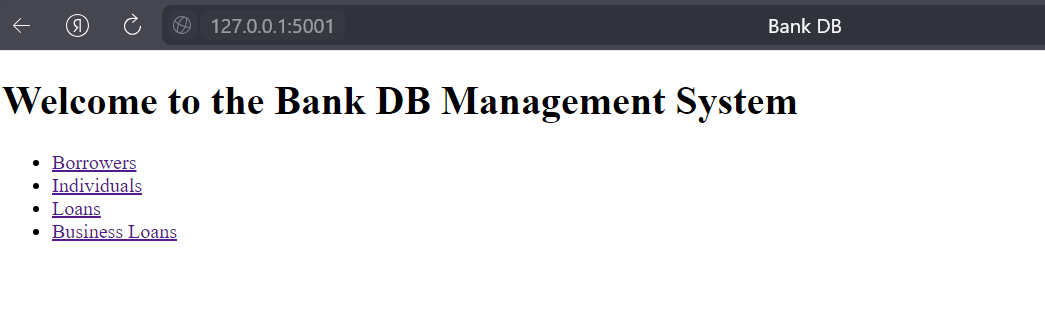 Я 127.0.0.1:5001 Bank DB
Welcome to the Bank DB Management System
Borrowers
Individuals
Loans
Business Loans